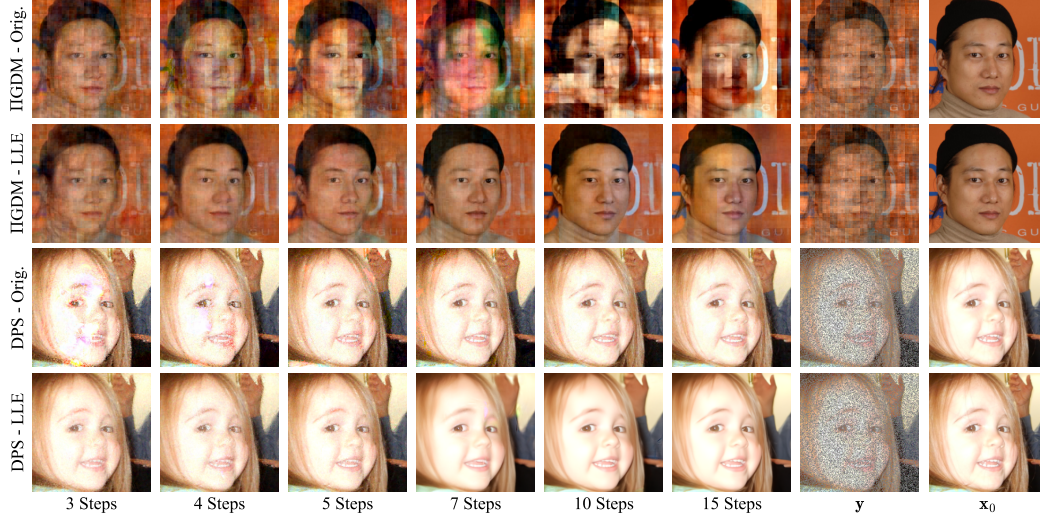 ΠGDM - Orig.
ΠGDM - LLE
DPS - Orig.
DPS - LLE
3 Steps
4 Steps
5 Steps
7 Steps
10 Steps
15 Steps
y
x₀